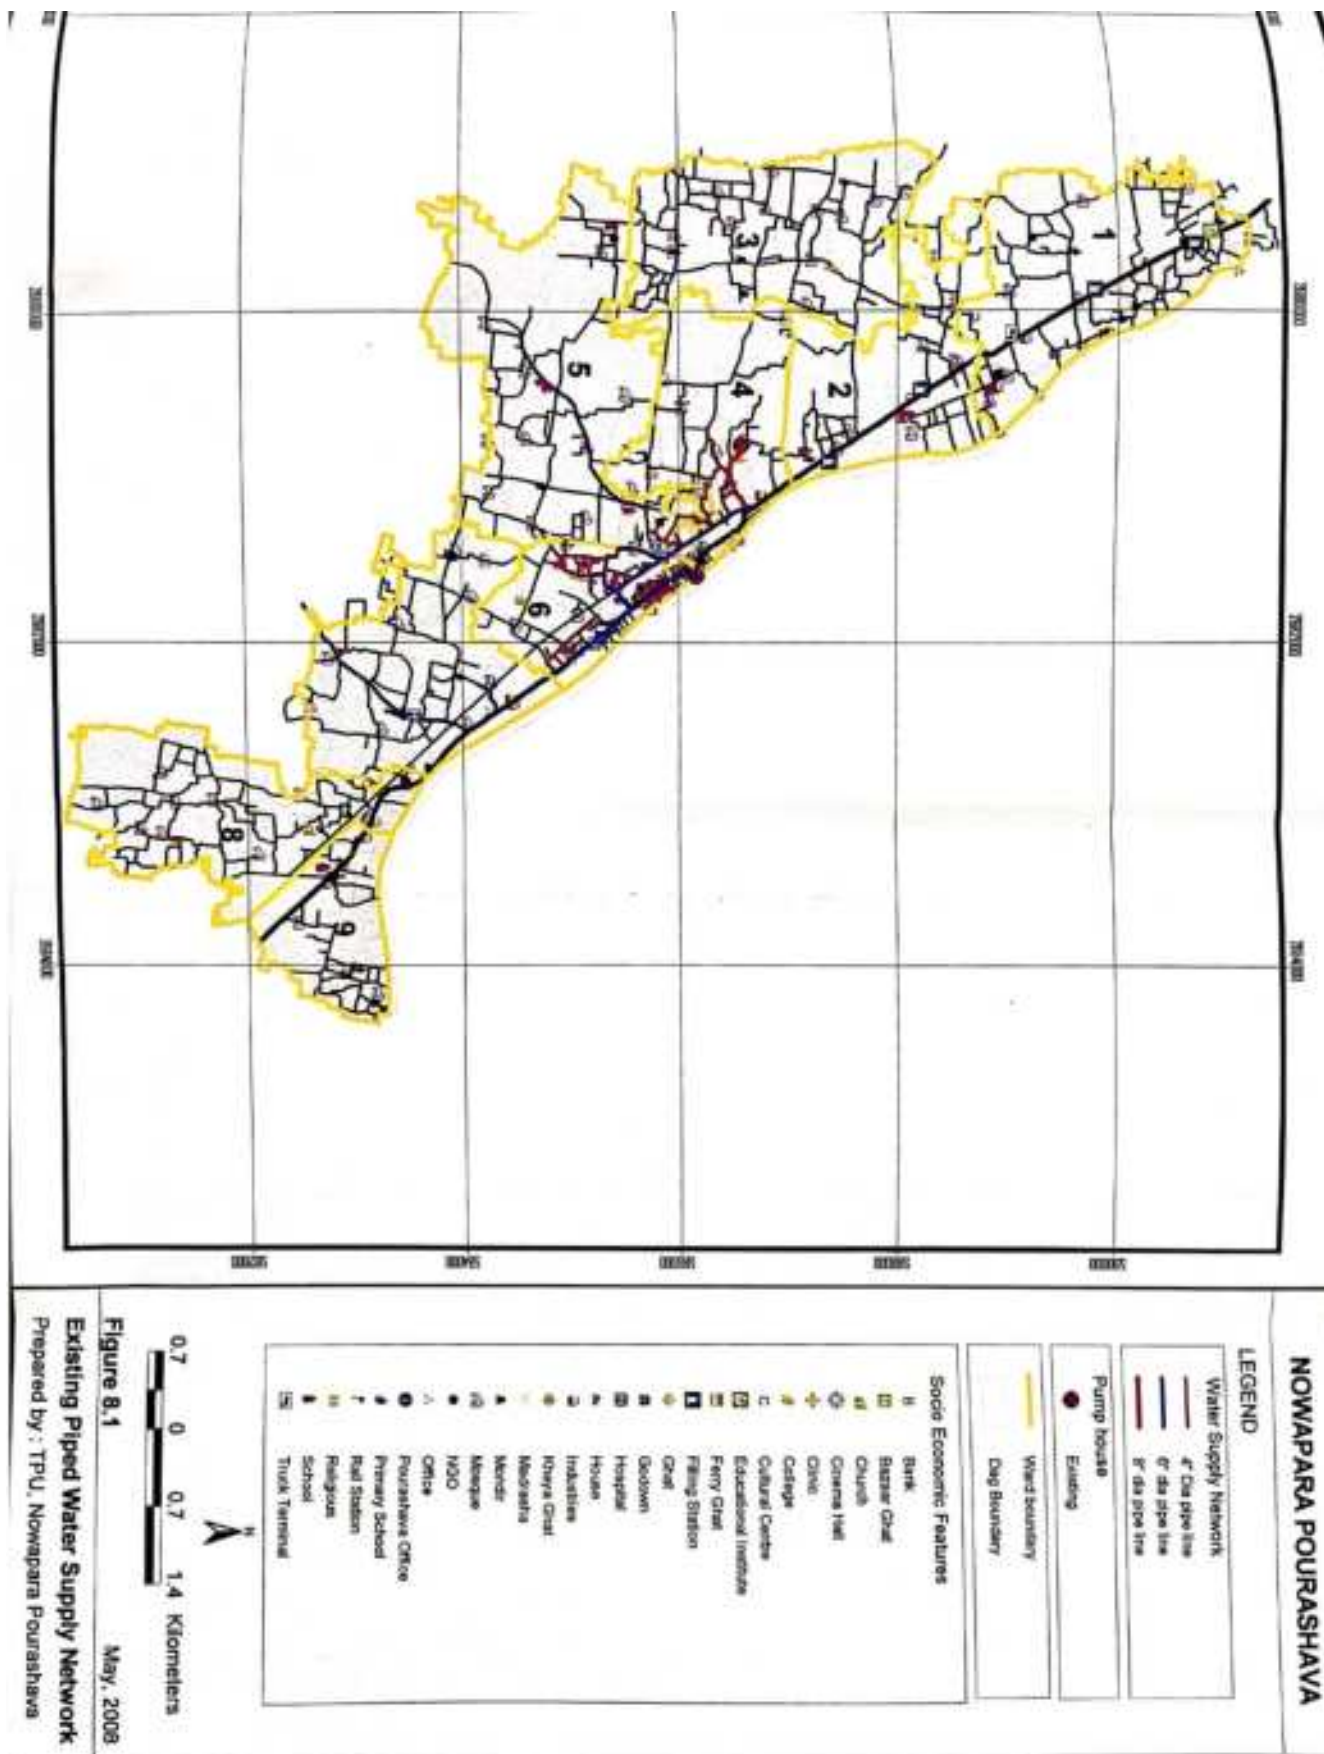 NOWAPARA POURASHAVA
LEGEND
Water Supply Network
4" Dia pipe line
6" dia pipe line
8" dia pipe line
Pump house
Existing
Ward boundary
Dag Boundary
Socio Economic Features
Bank
Bazaar Ghat
Church
Cinema Hall
Clinic
College
Cultural Centre
Educational Institute
Ferry Ghat
Filling Station
Ghat
Godown
Hospital
House
Industries
Kheya Ghat
Madrasha
Mondir
Mosque
NGO
Office
Pourashava Office
Primary School
Rail Station
Religious
School
Truck Terminal
N
0.7 0 0.7 1.4 Kilometers
Figure 8.1 May, 2008
Existing Piped Water Supply Network
Prepared by : TPU, Nowapara Pourashava
1
2
3
4
5
6
8
9